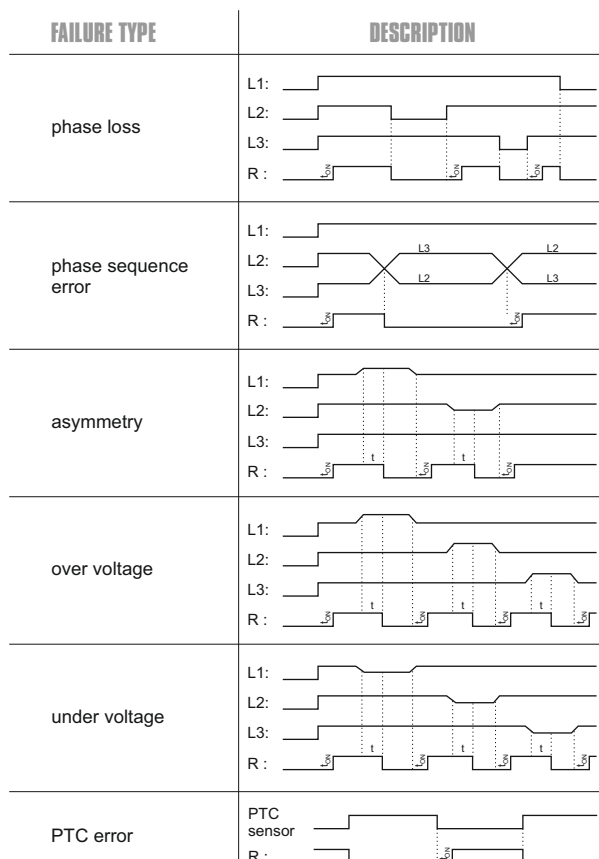 FAILURE TYPE DESCRIPTION
phase loss
L1:
L2:
L3:
R :
tON tON tON
phase sequence
error
L1:
L2:
L3:
R :
L3 L2
L2 L3
tON tON
asymmetry
L1:
L2:
L3:
R :
t t
tON tON tON
over voltage
L1:
L2:
L3:
R :
t t t
tON tON tON tON
under voltage
L1:
L2:
L3:
R :
t t t
tON tON tON tON
PTC error
PTC
sensor
R :
tON